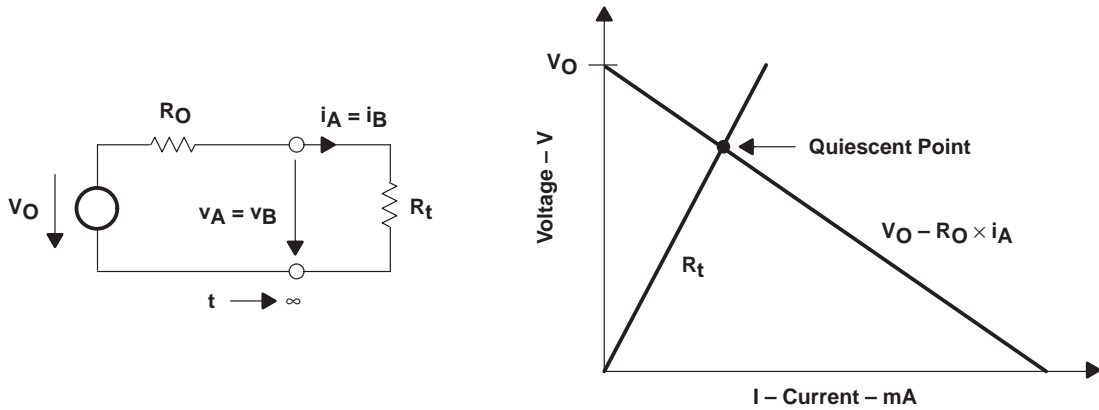 RO
iA = iB
VO
vA = vB
Rt
t
∞
VO
Voltage – V
Quiescent Point
VO – RO × iA
Rt
I – Current – mA